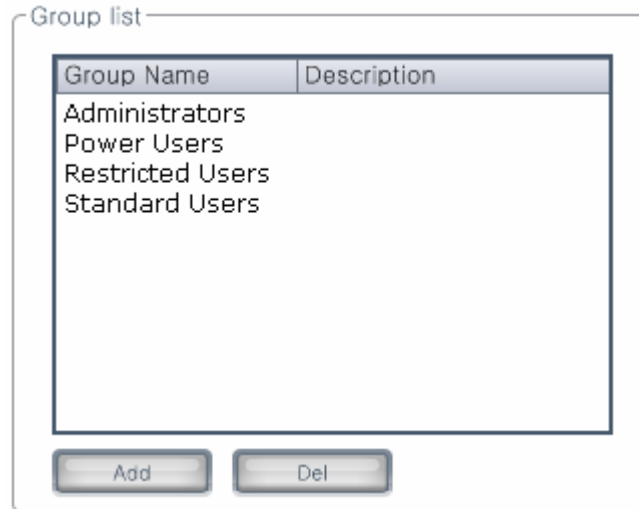 Group list
Group Name Description
Administrators
Power Users
Restricted Users
Standard Users
Add Del